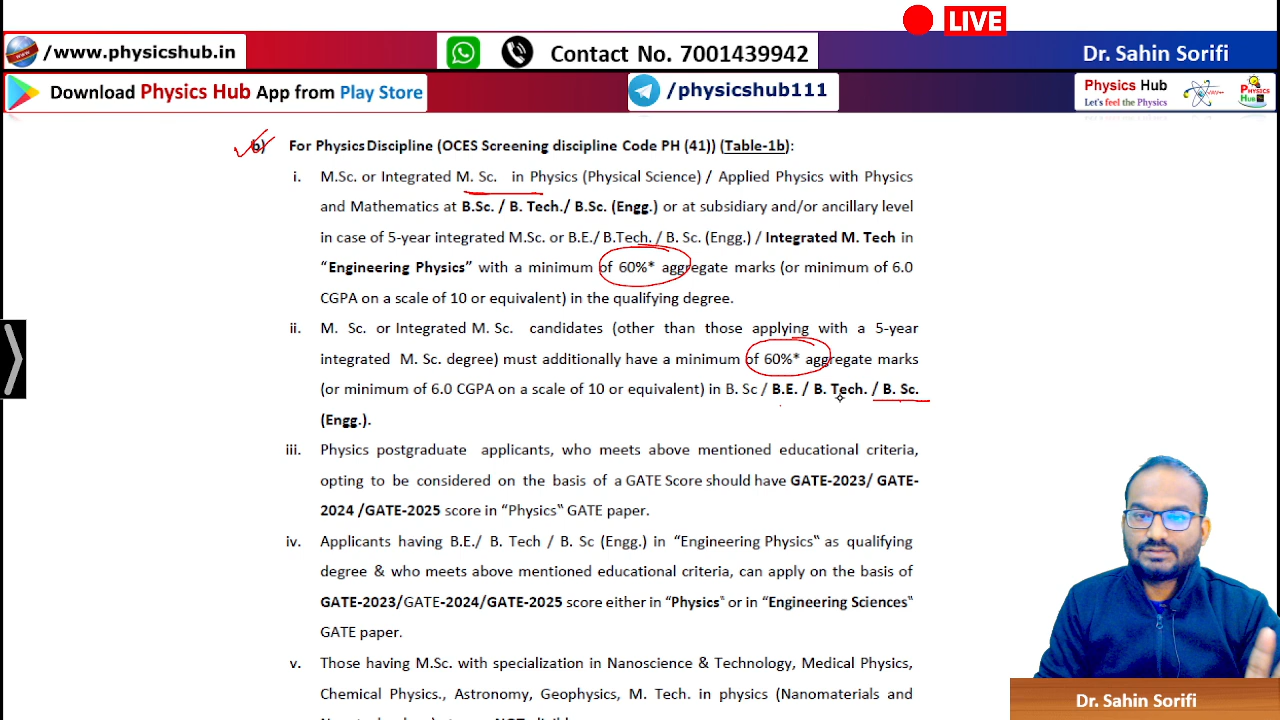 LIVE
/www.physicshub.in
Contact No. 7001439942
Dr. Sahin Sorifi
Download Physics Hub App from Play Store
/physicshub111
Physics Hub
Let's feel the Physics
PHYSICS
HUB
b) For Physics Discipline (OCES Screening discipline Code PH (41)) (Table-1b):
i. M.Sc. or Integrated M. Sc. in Physics (Physical Science) / Applied Physics with Physics
and Mathematics at B.Sc. / B. Tech./ B.Sc. (Engg.) or at subsidiary and/or ancillary level
in case of 5-year integrated M.Sc. or B.E./ B.Tech. / B. Sc. (Engg.) / Integrated M. Tech in
“Engineering Physics” with a minimum of 60%* aggregate marks (or minimum of 6.0
CGPA on a scale of 10 or equivalent) in the qualifying degree.
ii. M. Sc. or Integrated M. Sc. candidates (other than those applying with a 5-year
integrated M. Sc. degree) must additionally have a minimum of 60%* aggregate marks
(or minimum of 6.0 CGPA on a scale of 10 or equivalent) in B. Sc / B.E. / B. Tech. / B. Sc.
(Engg.).
iii. Physics postgraduate applicants, who meets above mentioned educational criteria,
opting to be considered on the basis of a GATE Score should have GATE-2023/ GATE-
2024 /GATE-2025 score in “Physics‟ GATE paper.
iv. Applicants having B.E./ B. Tech / B. Sc (Engg.) in “Engineering Physics‟ as qualifying
degree & who meets above mentioned educational criteria, can apply on the basis of
GATE-2023/GATE-2024/GATE-2025 score either in “Physics‟ or in “Engineering Sciences‟
GATE paper.
v. Those having M.Sc. with specialization in Nanoscience & Technology, Medical Physics,
Chemical Physics., Astronomy, Geophysics, M. Tech. in physics (Nanomaterials and
Dr. Sahin Sorifi